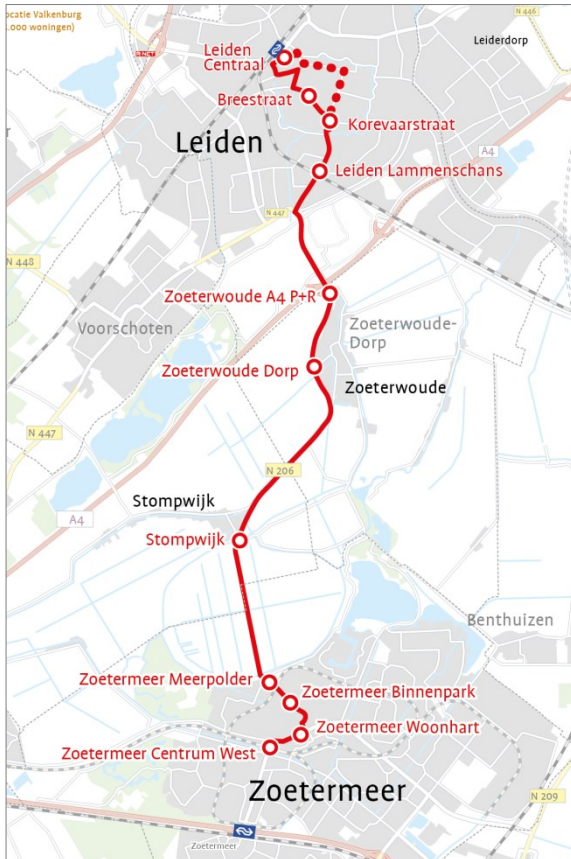 ocatie Valkenburg
.000 woningen)
N 446
Leiderdorp
R NET
Leiden
Centraal
Breestraat
Korevaarstraat
Leiden
A4
Leiden Lammenschans
N 447
N 448
Zoeterwoude A4 P+R
Voorschoten
Zoeterwoude-
Dorp
Zoeterwoude Dorp
Zoeterwoude
N 447
N 206
Stompwijk
A4
Stompwijk
Benthuizen
Zoetermeer Meerpolder
Zoetermeer Binnenpark
Zoetermeer Woonhart
Zoetermeer Centrum West
Zoetermeer
N 209
Zoetermeer